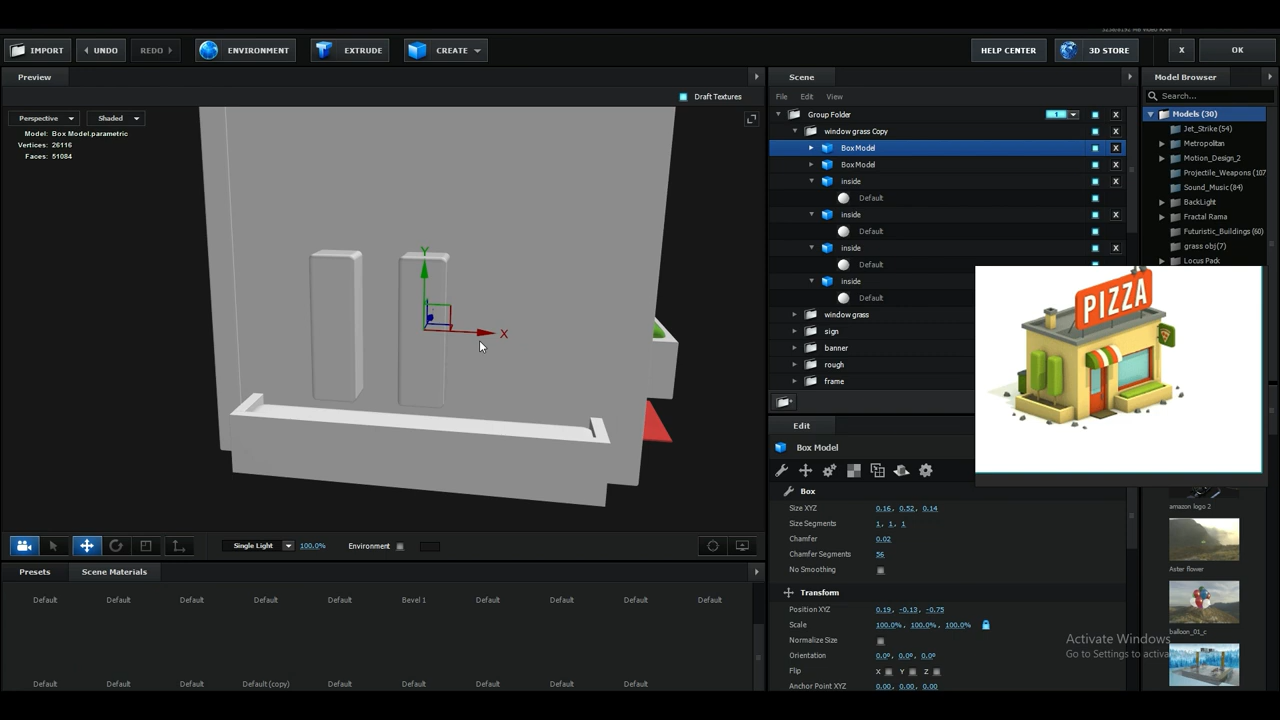 IMPORT
UNDO
REDO
ENVIRONMENT
EXTRUDE
CREATE
HELP CENTER
3D STORE
X
OK
Preview
Draft Textures
Perspective
Shaded
Model: Box Model.parametric
Vertices: 26116
Faces: 51084
Y
X
Single Light
100.0%
Environment
Presets
Scene Materials
Default
Default
Default
Default
Default
Bevel 1
Default
Default
Default
Default
Default
Default
Default
Default (copy)
Default
Default
Default
Default
Default
Scene
File
Edit
View
Group Folder
1
X
window grass Copy
X
Box Model
X
Box Model
X
inside
X
Default
inside
X
Default
inside
X
Default
inside
Default
window grass
sign
banner
rough
frame
Edit
Box Model
Box
Size XYZ
0.16, 0.52, 0.14
Size Segments
1, 1, 1
Chamfer
0.02
Chamfer Segments
56
No Smoothing
Transform
Position XYZ
0.19, -0.13, -0.75
Scale
100.0%, 100.0%, 100.0%
Normalize Size
Orientation
0.0°, 0.0°, 0.0°
Flip
X
Y
Z
Anchor Point XYZ
0.00, 0.00, 0.00
Model Browser
Search...
Models (30)
Jet_Strike (54)
Metropolitan
Motion_Design_2
Projectile_Weapons (107
Sound_Music (84)
BackLight
Fractal Rama
Futuristic_Buildings (60)
grass obj(7)
Locus Pack
PIZZA
amazon logo 2
Aster flower
balloon_01_c
Activate Windows
Go to Settings to activa